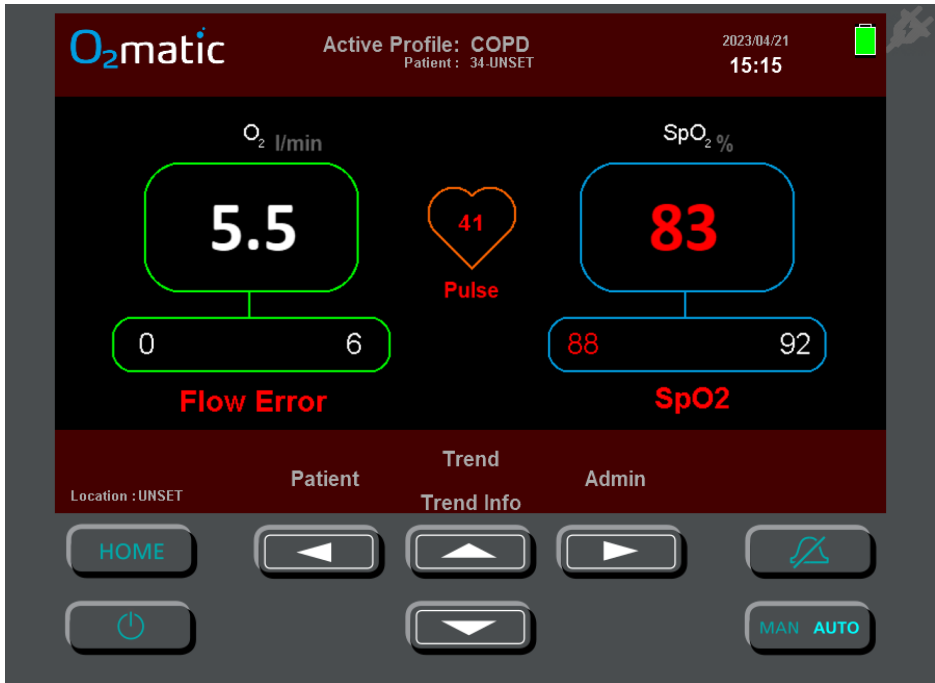 O2matic
Active Profile: COPD
Patient : 34-UNSET
2023/04/21
15:15
O2 l/min
SpO2 %
5.5
41
83
Pulse
0 6
88 92
Flow Error
SpO2
Trend
Patient
Admin
Location : UNSET
Trend Info
HOME
MAN AUTO